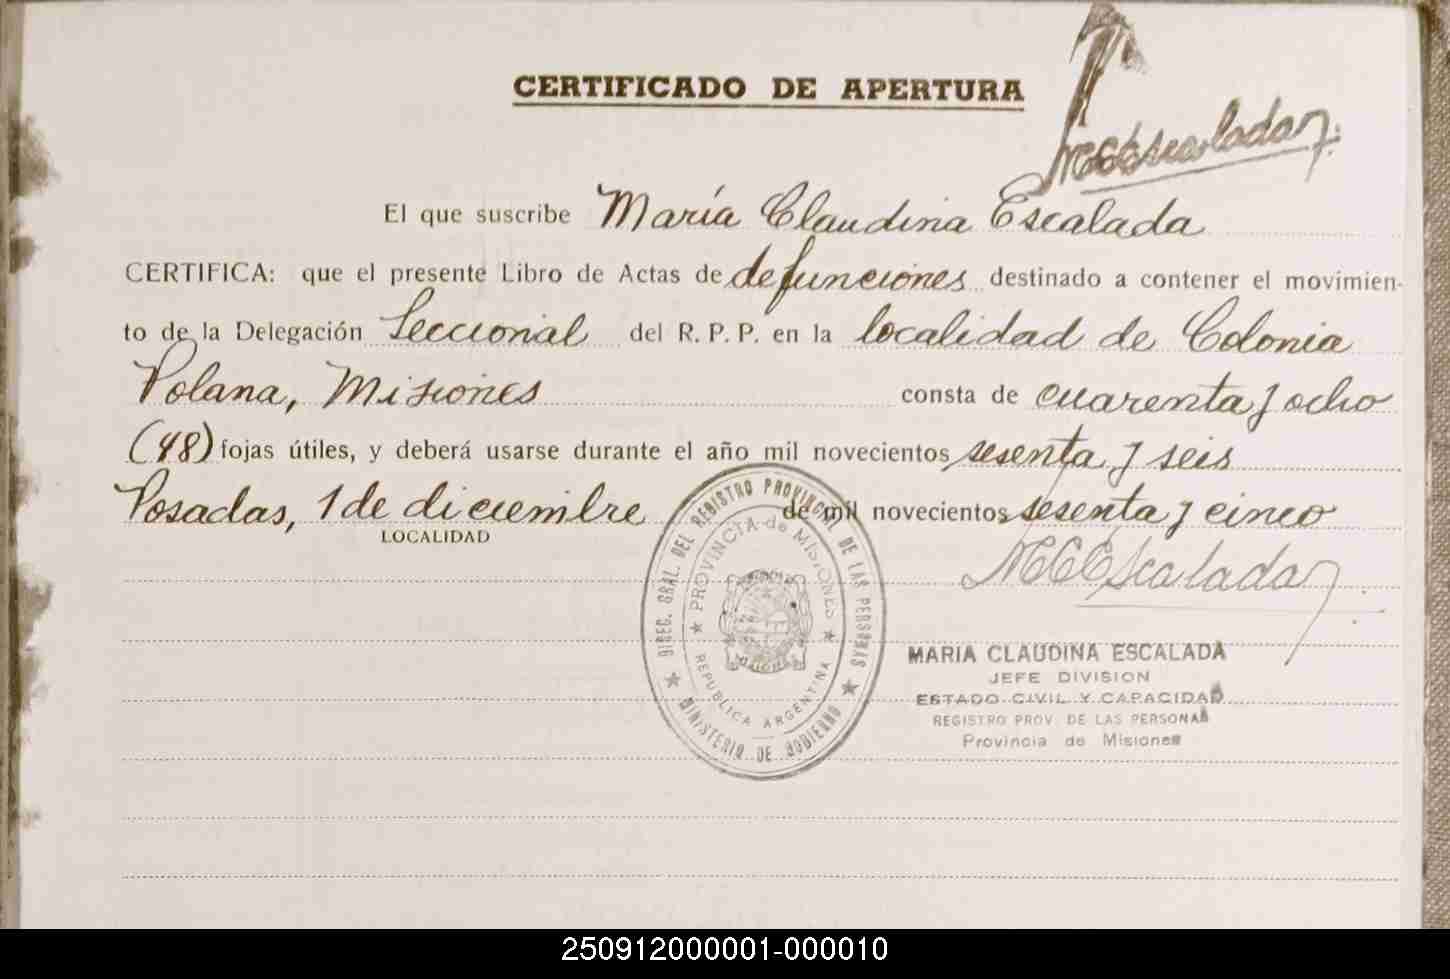 CERTIFICADO DE APERTURA
MCEscalada
El que suscribe María Claudina Escalada
CERTIFICA: que el presente Libro de Actas de defunciones destinado a contener el movimien-
to de la Delegación Seccional del R. P. P. en la localidad de Colonia
Polana, Misiones consta de cuarenta y ocho
(48) fojas útiles, y deberá usarse durante el año mil novecientos sesenta y seis
Posadas, 1 de diciembre de mil novecientos sesenta y cinco
LOCALIDAD
MCEscalada
DIREC. GRAL. DEL REGISTRO PROVINCIAL DE LAS PERSONAS
PROVINCIA de MISIONES
REPUBLICA ARGENTINA
MINISTERIO DE GOBIERNO
MARIA CLAUDINA ESCALADA
JEFE DIVISION
ESTADO CIVIL Y CAPACIDAD
REGISTRO PROV. DE LAS PERSONAS
Provincia de Misiones
250912000001-000010